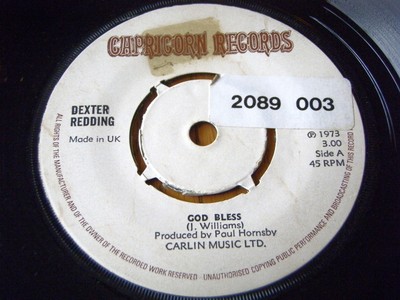 CAPRICORN RECORDS
DEXTER
REDDING
Made in UK
2089 003
℗ 1973
3.00
Side A
45 RPM
GOD BLESS
(J. Williams)
Produced by Paul Hornsby
CARLIN MUSIC LTD.
ALL RIGHTS OF THE MANUFACTURER AND OF THE OWNER OF THE RECORDED WORK RESERVED · UNAUTHORISED COPYING PUBLIC PERFORMANCE AND BROADCASTING OF THIS RECORD